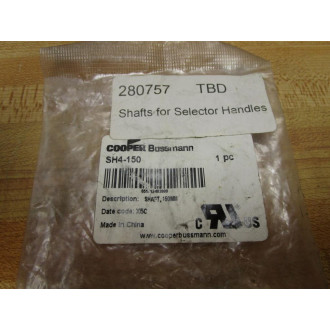 280757 TBD
Shafts for Selector Handles
COOPER Bussmann
SH4-150 1 pc
Description:
Date code:
Made in China
C US
www.cooperbussmann.com